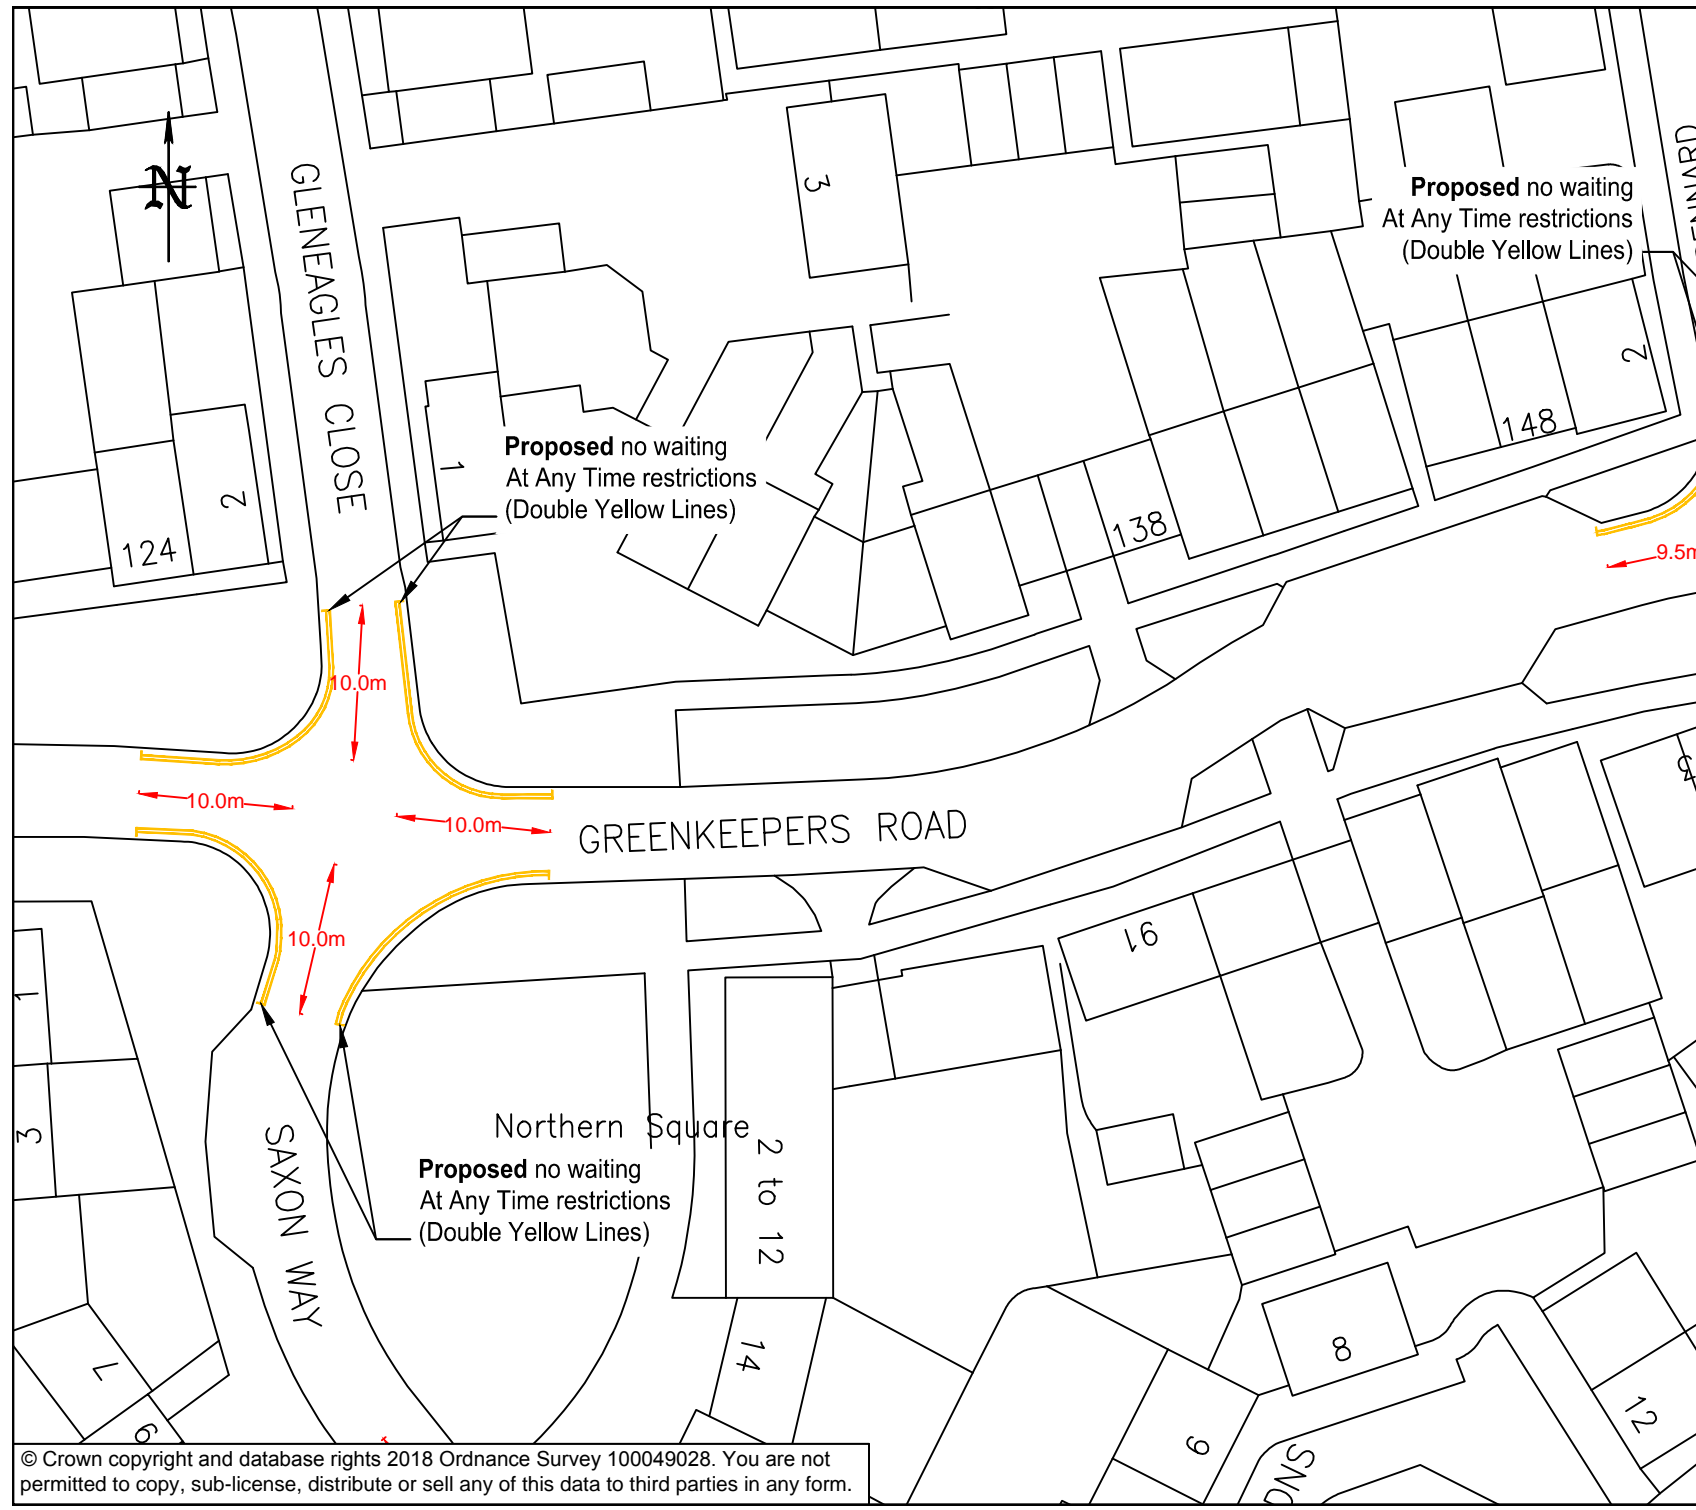 N
GLENEAGLES CLOSE
3
Proposed no waiting
At Any Time restrictions
(Double Yellow Lines)
2
148
1
Proposed no waiting
At Any Time restrictions
(Double Yellow Lines)
2
124
138
9.5m
10.0m
10.0m
10.0m
GREENKEEPERS ROAD
10.0m
91
1
3
Northern Square
2 to 12
Proposed no waiting
At Any Time restrictions
(Double Yellow Lines)
SAXON WAY
14
8
12
7
9
9
© Crown copyright and database rights 2018 Ordnance Survey 100049028. You are not
permitted to copy, sub-license, distribute or sell any of this data to third parties in any form.